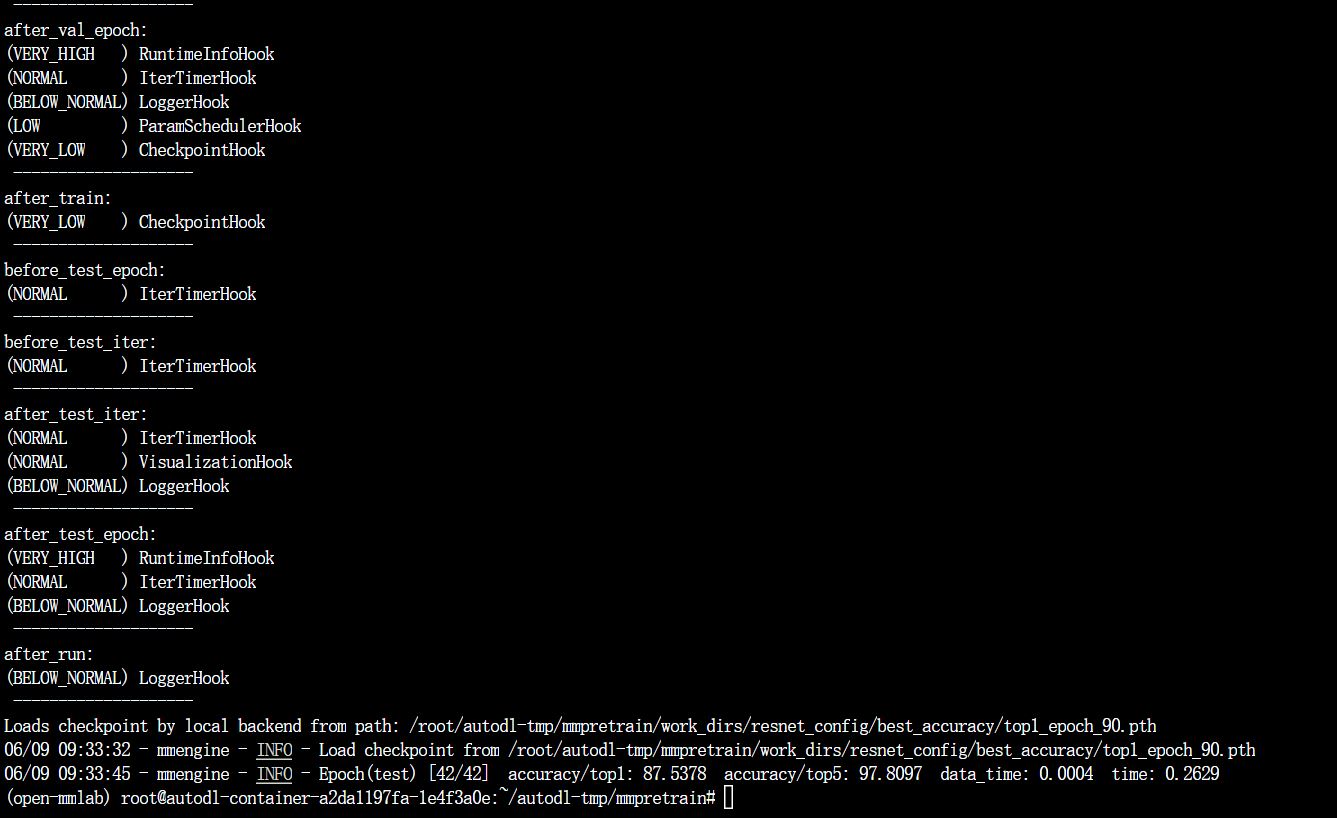 ---------------------
after_val_epoch:
(VERY_HIGH   ) RuntimeInfoHook
(NORMAL      ) IterTimerHook
(BELOW_NORMAL) LoggerHook
(LOW         ) ParamSchedulerHook
(VERY_LOW    ) CheckpointHook
 --------------------
after_train:
(VERY_LOW    ) CheckpointHook
 --------------------
before_test_epoch:
(NORMAL      ) IterTimerHook
 --------------------
before_test_iter:
(NORMAL      ) IterTimerHook
 --------------------
after_test_iter:
(NORMAL      ) IterTimerHook
(NORMAL      ) VisualizationHook
(BELOW_NORMAL) LoggerHook
 --------------------
after_test_epoch:
(VERY_HIGH   ) RuntimeInfoHook
(NORMAL      ) IterTimerHook
(BELOW_NORMAL) LoggerHook
 --------------------
after_run:
(BELOW_NORMAL) LoggerHook
 --------------------
Loads checkpoint by local backend from path: /root/autodl-tmp/mmpretrain/work_dirs/resnet_config/best_accuracy/top1_epoch_90.pth
06/09 09:33:32 - mmengine - INFO - Load checkpoint from /root/autodl-tmp/mmpretrain/work_dirs/resnet_config/best_accuracy/top1_epoch_90.pth
06/09 09:33:45 - mmengine - INFO - Epoch(test) [42/42]  accuracy/top1: 87.5378  accuracy/top5: 97.8097  data_time: 0.0004  time: 0.2629
(open-mmlab) root@autodl-container-a2da1197fa-1e4f3a0e:~/autodl-tmp/mmpretrain#